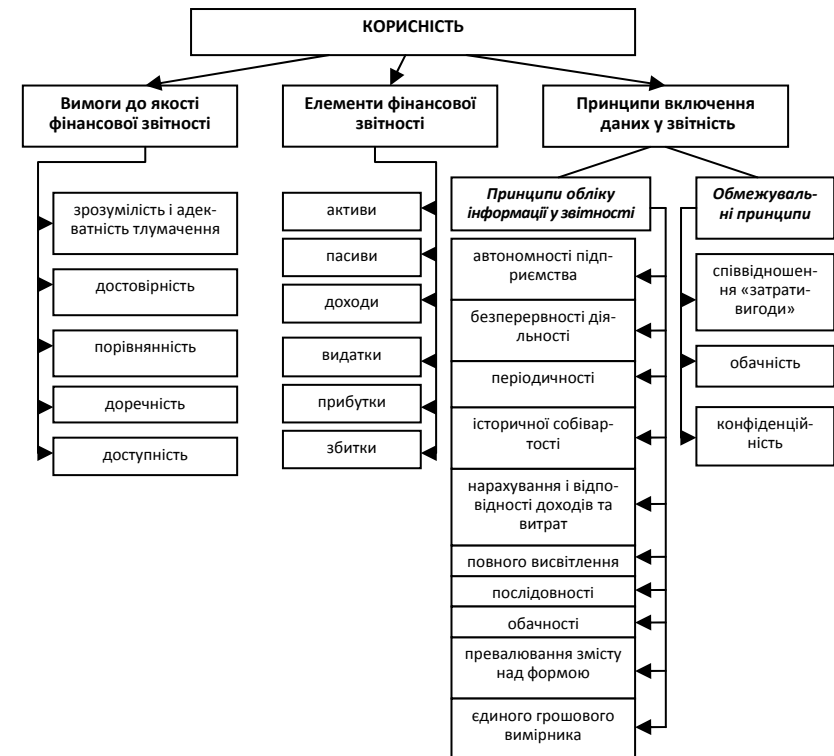 КОРИСНІСТЬ
Вимоги до якості
фінансової звітності
Елементи фінансової
звітності
Принципи включення
даних у звітність
зрозумілість і адек-
ватність тлумачення
достовірність
порівнянність
доречність
доступність
активи
пасиви
доходи
видатки
прибутки
збитки
Принципи обліку
інформації у звітності
автономності підп-
риємства
безперервності дія-
льності
періодичності
історичної собівар-
тості
нарахування і відпо-
відності доходів та
витрат
повного висвітлення
послідовності
обачності
превалювання змісту
над формою
єдиного грошового
вимірника
Обмежуваль-
ні принципи
співвідношен-
ня «затрати-
вигоди»
обачність
конфіденцій-
ність